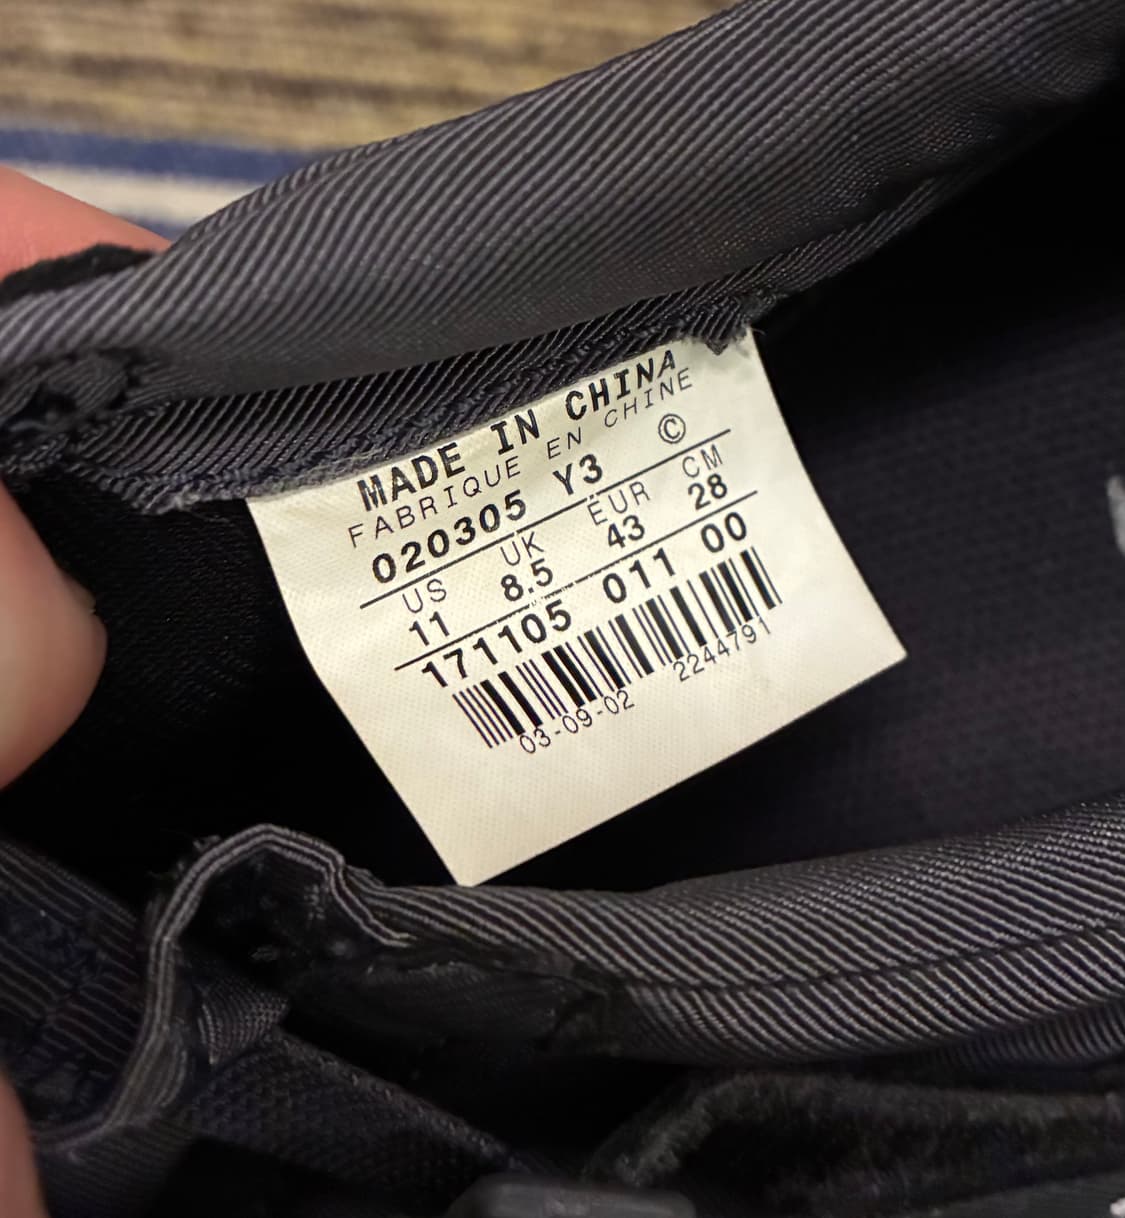 MADE IN CHINA
FABRIQUE EN CHINE
020305 Y3 ©
US UK EUR CM
11 8.5 43 28
171105 011 00
03-09-02 2244791